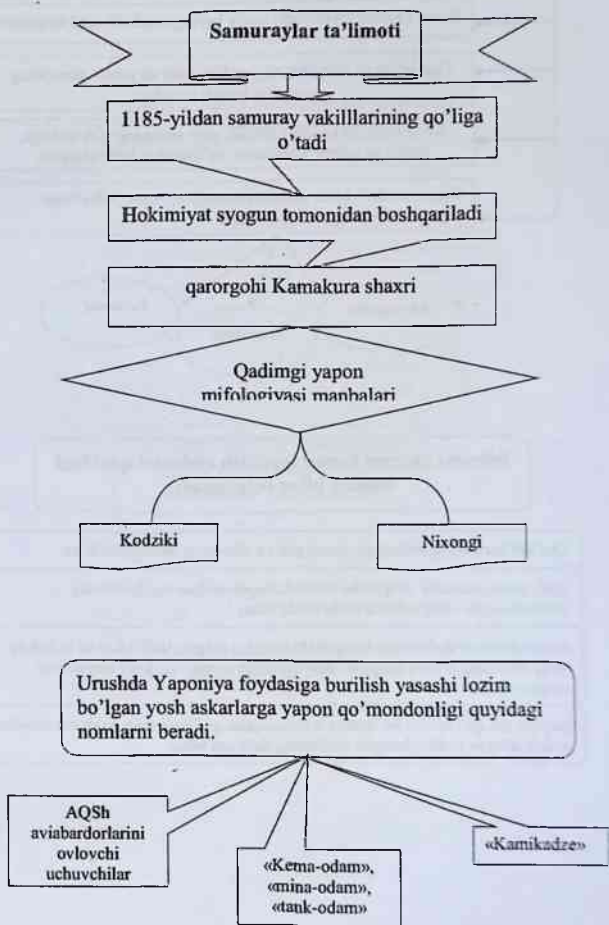 Samuraylar ta’limoti
1185-yildan samuray vakilllarining qo’liga
o’tadi
Hokimiyat syogun tomonidan boshqariladi
qarorgohi Kamakura shaxri
Qadimgi yapon
mifologiyasi manbalari
Kodziki
Nixongi
Urushda Yaponiya foydasiga burilish yasashi lozim
bo’lgan yosh askarlarga yapon qo’mondonligi quyidagi
nomlarni beradi.
AQSh
aviabardorlarini
ovlovchi
uchuvchilar
«Kema-odam»,
«mina-odam»,
«tank-odam»
«Kamikadze»